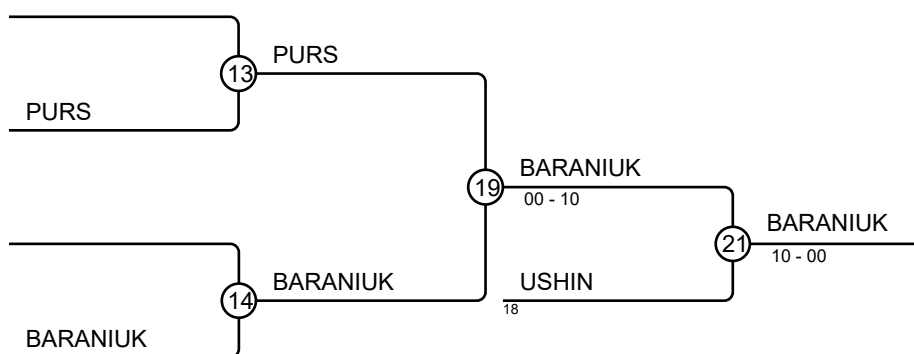 PURS
13
PURS
BARANIUK
19
00 - 10
BARANIUK
21
10 - 00
BARANIUK
USHIN
18
14
BARANIUK